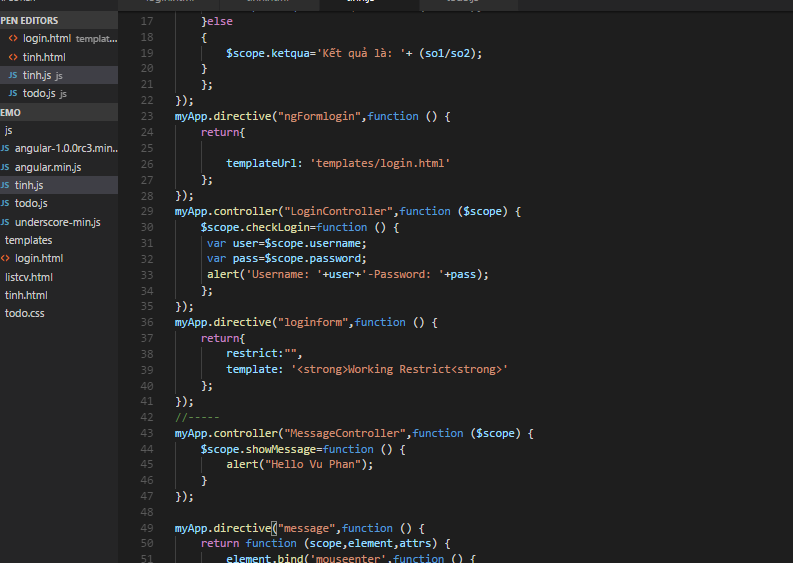 PEN EDITORS
login.html templat...
tinh.html
JS tinh.js js
JS todo.js js
EMO
js
JS angular-1.0.0rc3.min...
JS angular.min.js
JS tinh.js
JS todo.js
JS underscore-min.js
templates
<> login.html
listcv.html
tinh.html
todo.css
17 }else
18 {
19 $scope.ketqua='Kết quả là: '+ (so1/so2);
20 }
21 };
22 });
23 myApp.directive("ngFormlogin",function () {
24 return{
25
26 templateUrl: 'templates/login.html'
27 };
28 });
29 myApp.controller("LoginController",function ($scope) {
30 $scope.checkLogin=function () {
31 var user=$scope.username;
32 var pass=$scope.password;
33 alert('Username: '+user+'-Password: '+pass);
34 };
35 });
36 myApp.directive("loginform",function () {
37 return{
38 restrict:"",
39 template: '<strong>Working Restrict<strong>'
40 };
41 });
42 //-----
43 myApp.controller("MessageController",function ($scope) {
44 $scope.showMessage=function () {
45 alert("Hello Vu Phan");
46 }
47 });
48
49 myApp.directive("message",function () {
50 return function (scope,element,attrs) {
51 element.bind('mouseenter',function () {